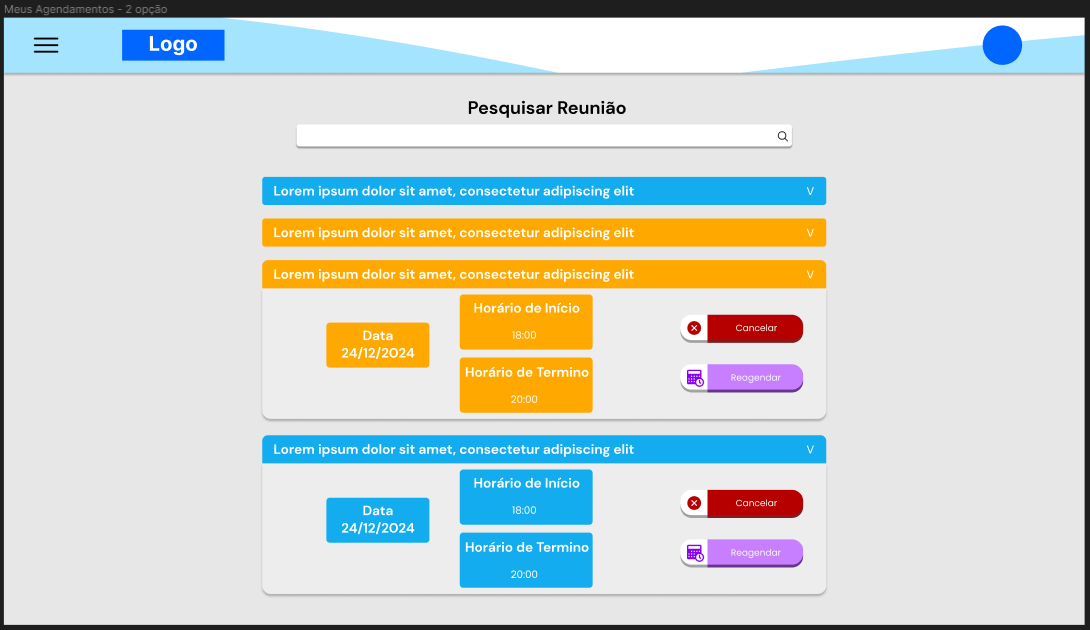 Meus Agendamentos - 2 opção
Logo
Pesquisar Reunião
Lorem ipsum dolor sit amet, consectetur adipiscing elit V
Lorem ipsum dolor sit amet, consectetur adipiscing elit V
Lorem ipsum dolor sit amet, consectetur adipiscing elit V
Data
24/12/2024
Horário de Início
18:00
Horário de Termino
20:00
Cancelar
Reagendar
Lorem ipsum dolor sit amet, consectetur adipiscing elit V
Data
24/12/2024
Horário de Início
18:00
Horário de Termino
20:00
Cancelar
Reagendar